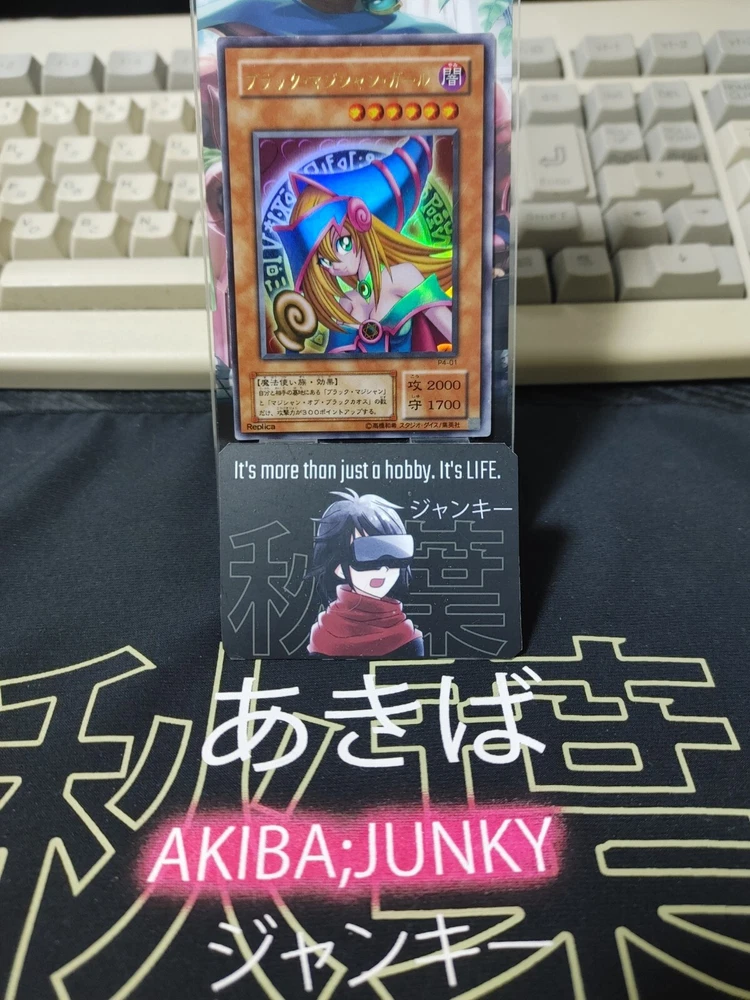 ブラック・マジシャン・ガール 闇
P4-01
【魔法使い族・効果】
自分と相手の墓地にある「ブラック・マジシャン」
と「マジシャン・オブ・ブラックカオス」の数
だけ、攻撃力が300ポイントアップする。
攻 2000
守 1700
Replica
©高橋和希 スタジオ・ダイス/集英社
It's more than just a hobby. It's LIFE.
ジャンキー
秋葉
秋葉
あきば
AKIBA;JUNKY
ジャンキー